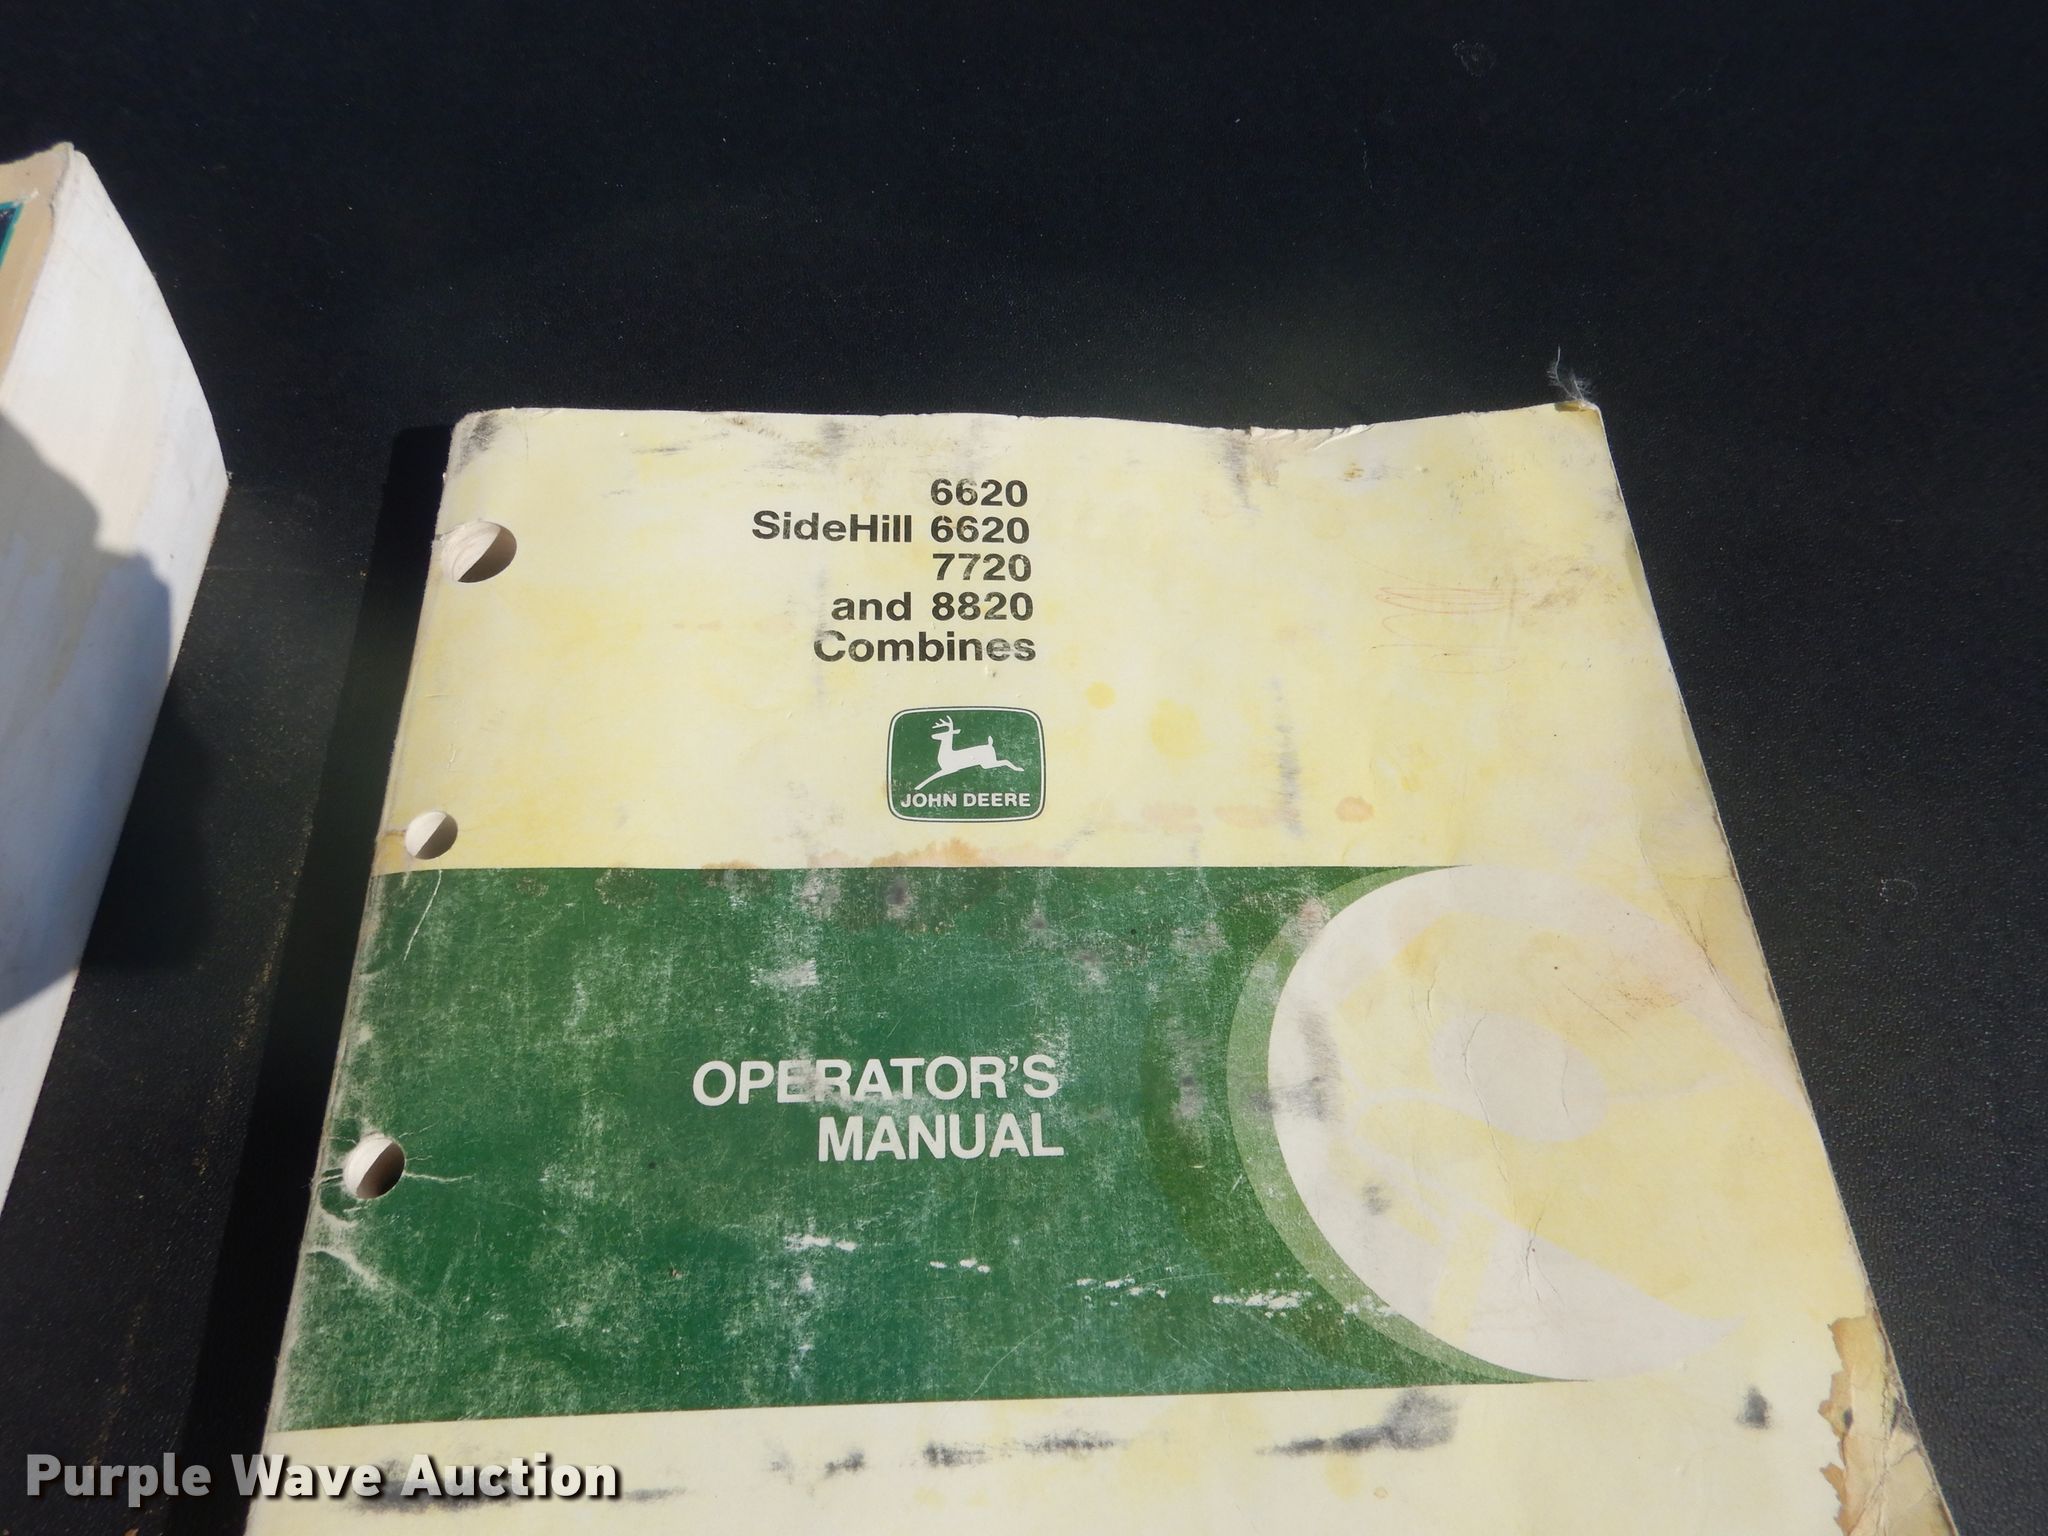 6620
SideHill 6620
7720
and 8820
Combines
JOHN DEERE
OPERATOR'S
MANUAL
Purple Wave Auction